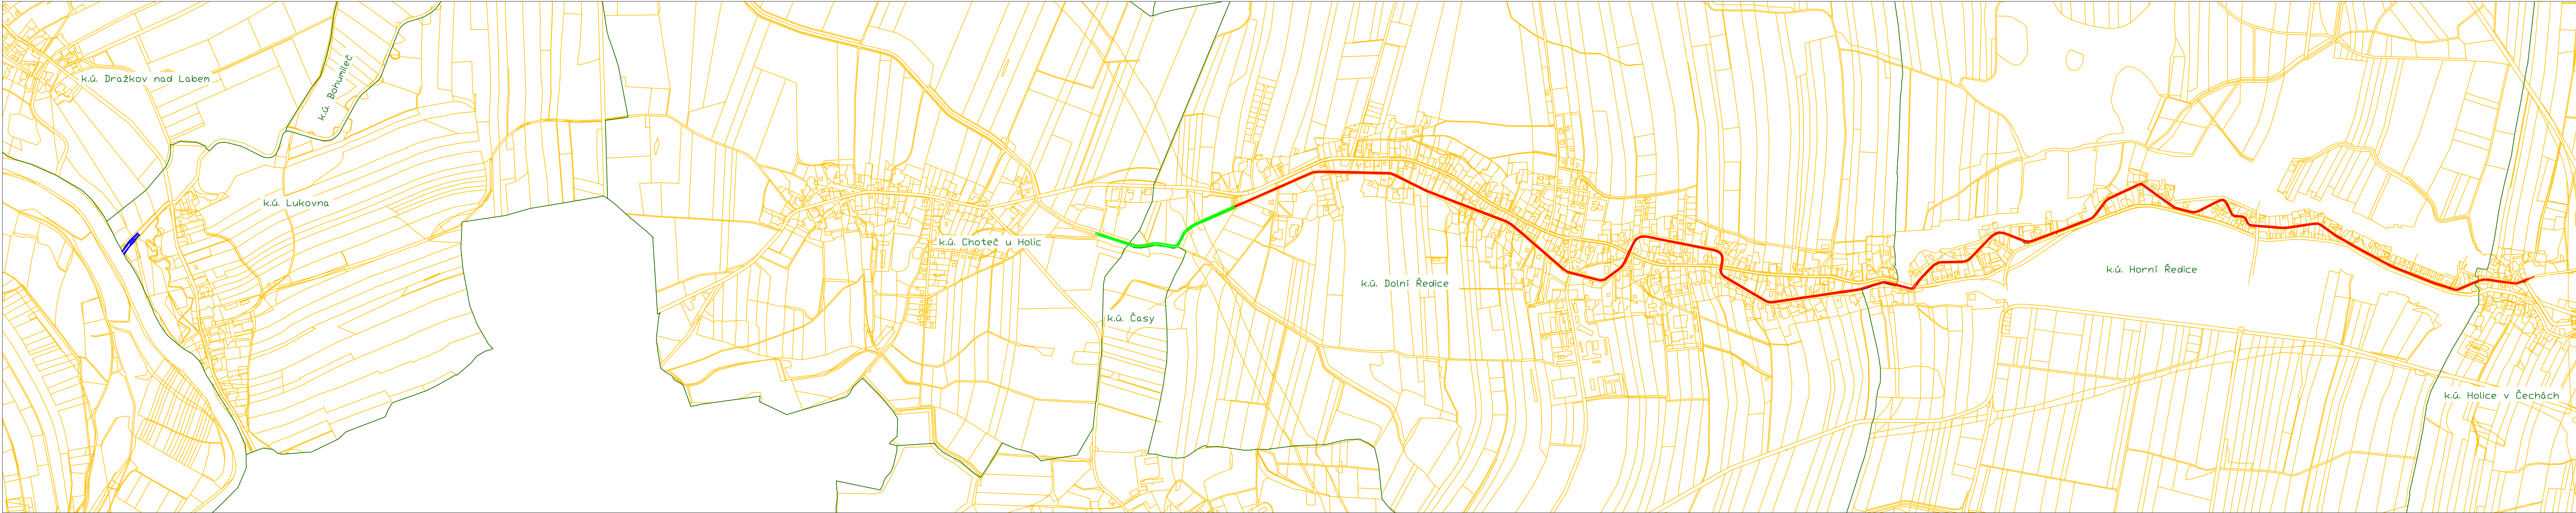 k.ú. Dražkov nad Labem
k.ú. Bohumileč
k.ú. Lukovna
k.ú. Choteč u Holic
k.ú. Časy
k.ú. Dolní Ředice
k.ú. Horní Ředice
k.ú. Holice v Čechách